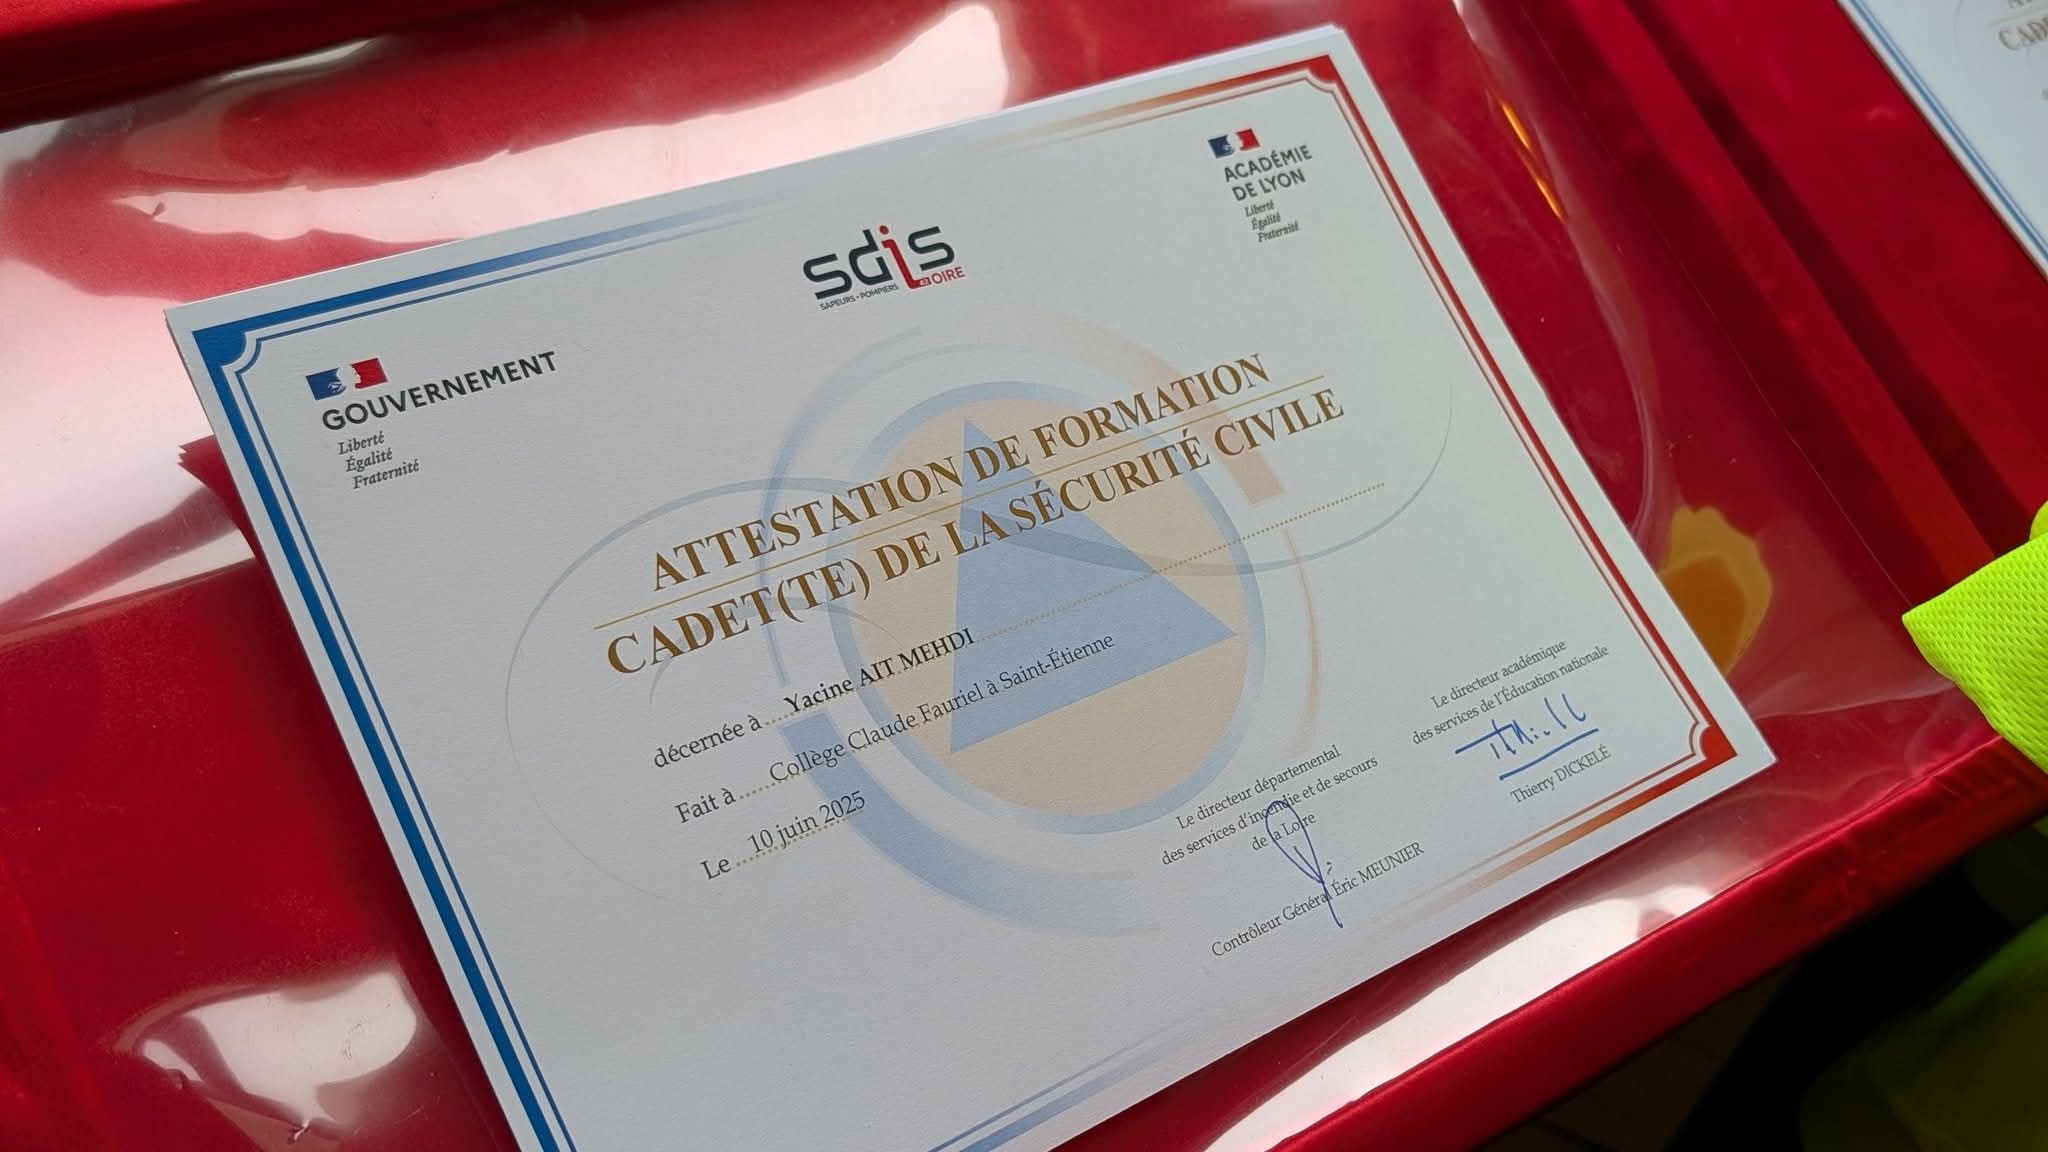 GOUVERNEMENT
Liberté
Égalité
Fraternité
sdis
SAPEURS-POMPIERS 42 LOIRE
ACADÉMIE
DE LYON
Liberté
Égalité
Fraternité
ATTESTATION DE FORMATION
CADET(TE) DE LA SÉCURITÉ CIVILE
décernée à Yacine AIT MEHDI
Fait à Collège Claude Fauriel à Saint-Étienne
Le 10 juin 2025
Le directeur départemental
des services d'incendie et de secours
de la Loire
Contrôleur Général Éric MEUNIER
Le directeur académique
des services de l'Éducation nationale
Thierry DICKELÉ